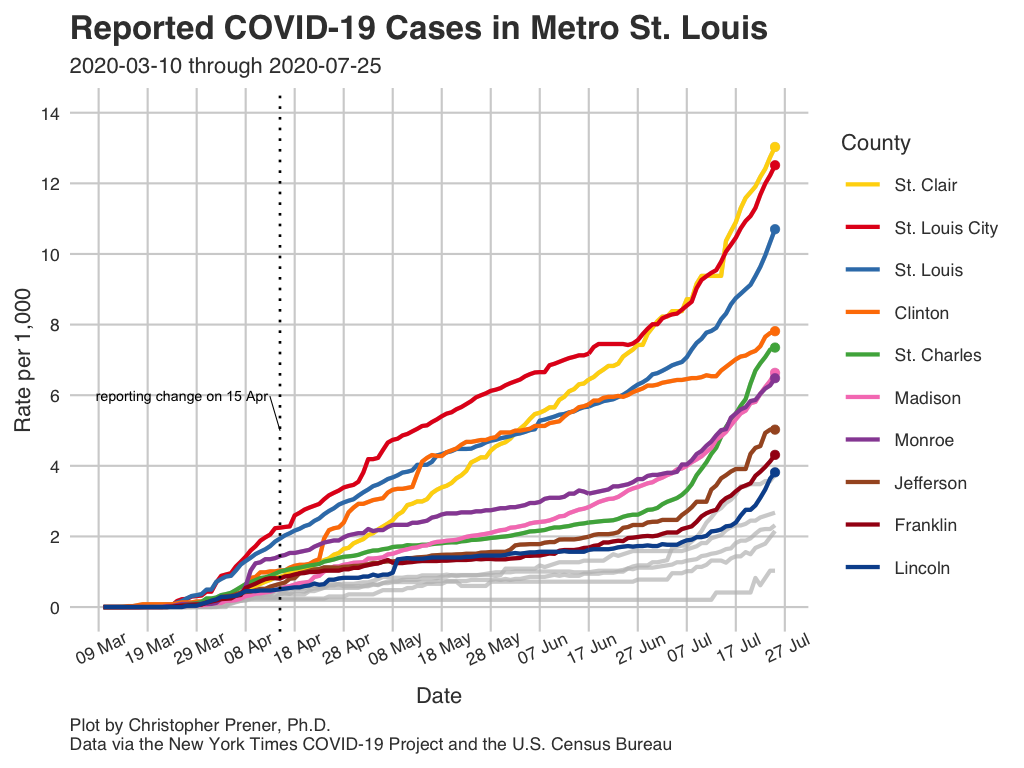 Reported COVID-19 Cases in Metro St. Louis
2020-03-10 through 2020-07-25
Rate per 1,000
14
12
10
8
6
4
2
0
reporting change on 15 Apr
09 Mar
19 Mar
29 Mar
08 Apr
18 Apr
28 Apr
08 May
18 May
28 May
07 Jun
17 Jun
27 Jun
07 Jul
17 Jul
27 Jul
Date
County
St. Clair
St. Louis City
St. Louis
Clinton
St. Charles
Madison
Monroe
Jefferson
Franklin
Lincoln
Plot by Christopher Prener, Ph.D.
Data via the New York Times COVID-19 Project and the U.S. Census Bureau